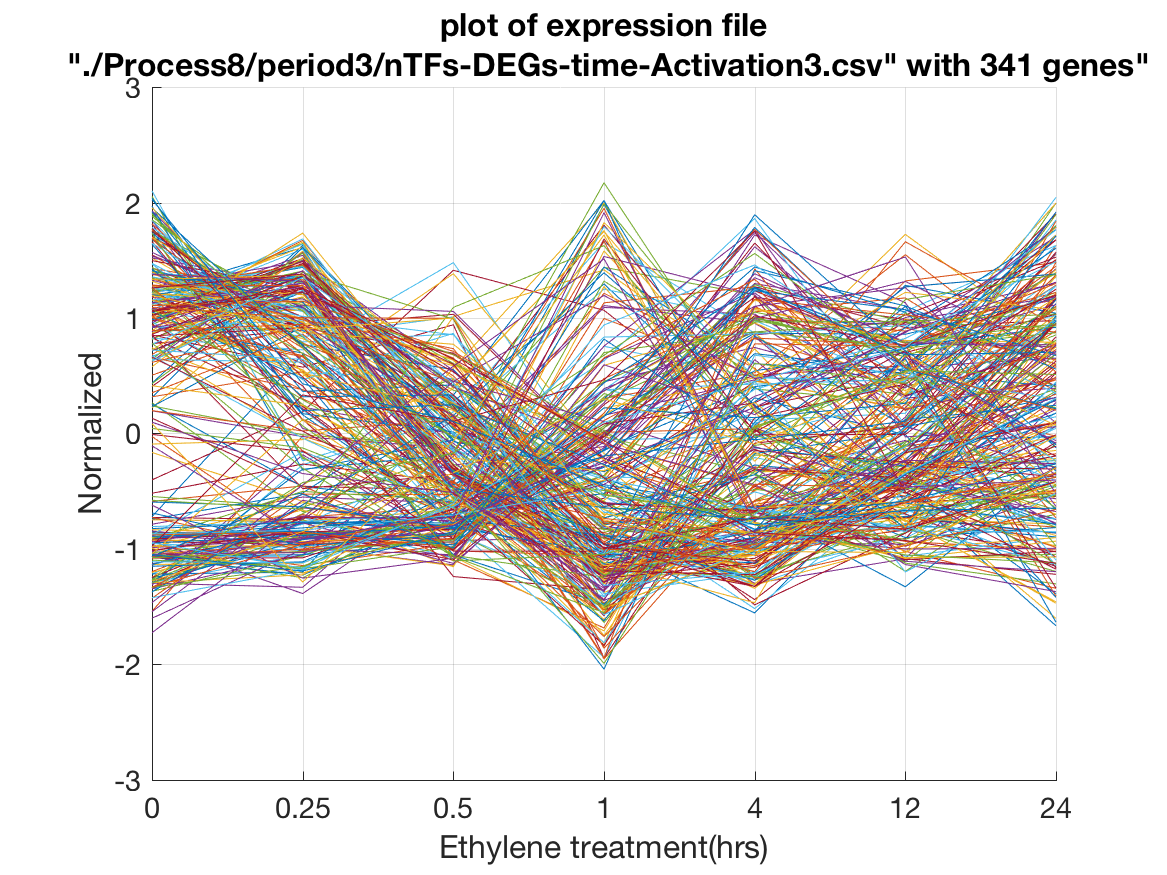 plot of expression file
"./Process8/period3/nTFs-DEGs-time-Activation3.csv" with 341 genes"
3
2
1
0
-1
-2
-3
Normalized
0 0.25 0.5 1 4 12 24
Ethylene treatment(hrs)